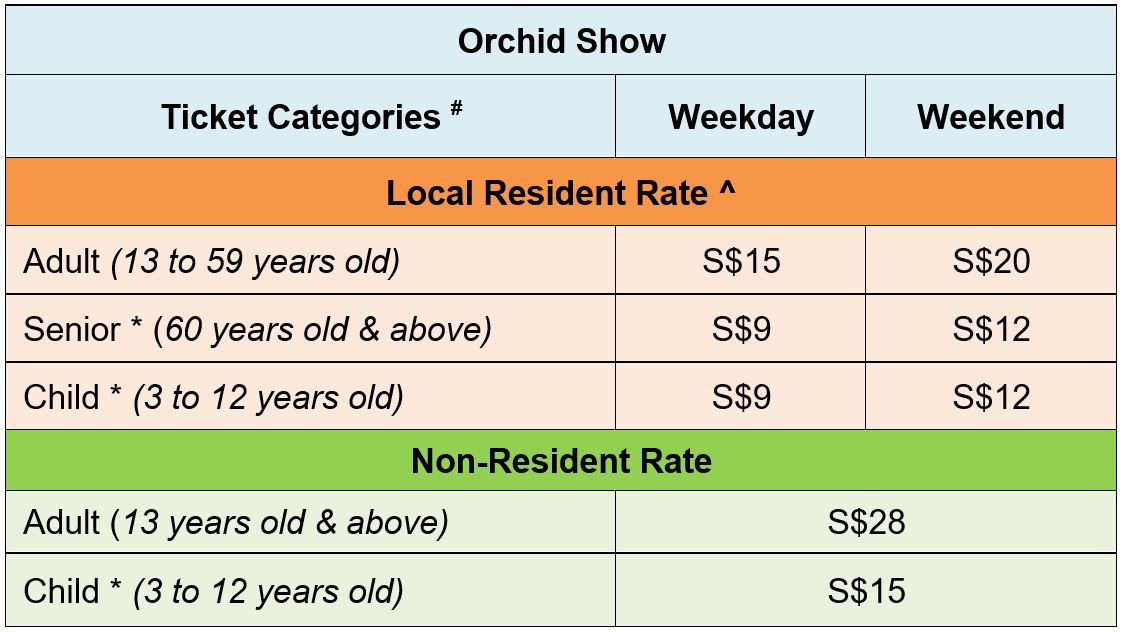 Orchid Show
Ticket Categories # Weekday Weekend
Local Resident Rate ^
Adult (13 to 59 years old) S$15 S$20
Senior * (60 years old & above) S$9 S$12
Child * (3 to 12 years old) S$9 S$12
Non-Resident Rate
Adult (13 years old & above) S$28
Child * (3 to 12 years old) S$15